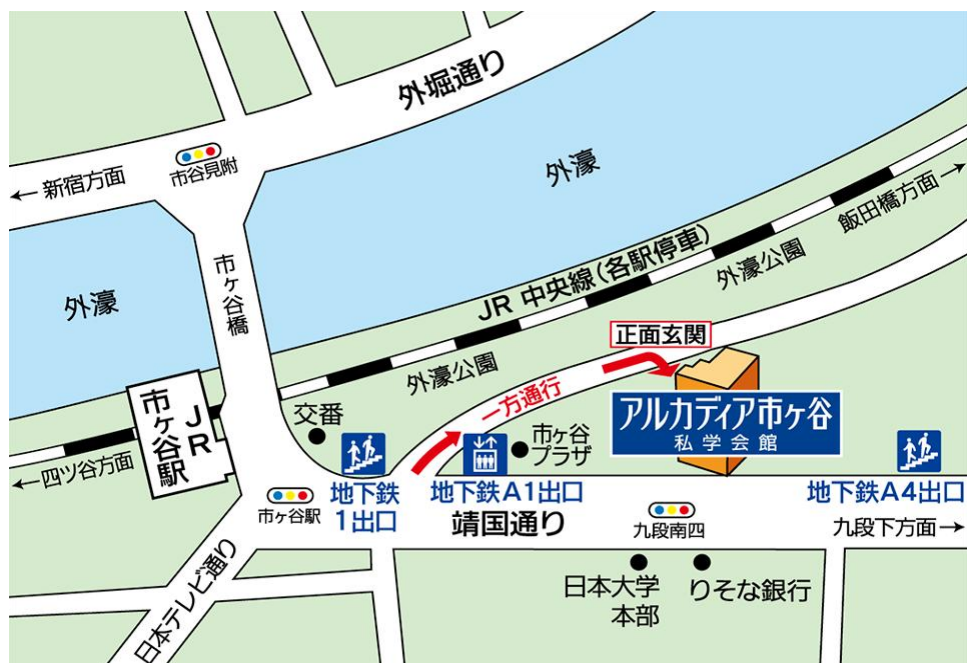 外堀通り
市谷見附
← 新宿方面
外濠
飯田橋方面 →
市ヶ谷橋
JR 中央線(各駅停車)
外濠公園
外濠
正面玄関
外濠公園
一方通行
アルカディア市ヶ谷
私学会館
JR
市ヶ谷駅
交番
市ヶ谷
プラザ
← 四ツ谷方面
地下鉄
1出口
地下鉄A1出口
地下鉄A4出口
市ヶ谷駅
靖国通り
九段南四
九段下方面 →
日本テレビ通り
日本大学
本部
りそな銀行